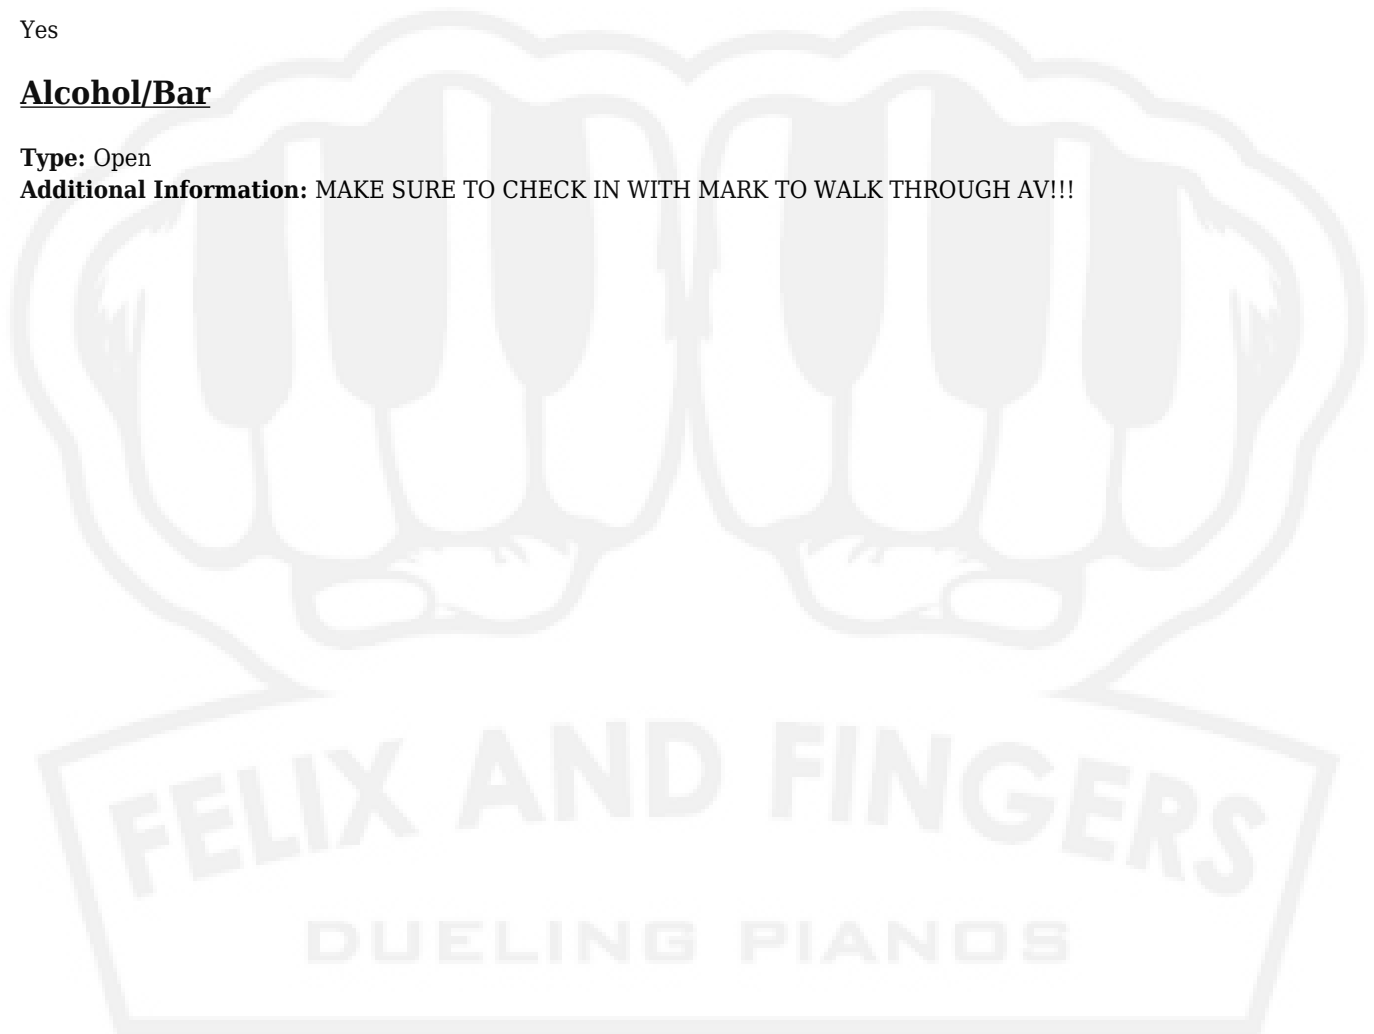 Yes
Alcohol/Bar
Type: Open
Additional Information: MAKE SURE TO CHECK IN WITH MARK TO WALK THROUGH AV!!!
FELIX AND FINGERS
DUELING PIANOS